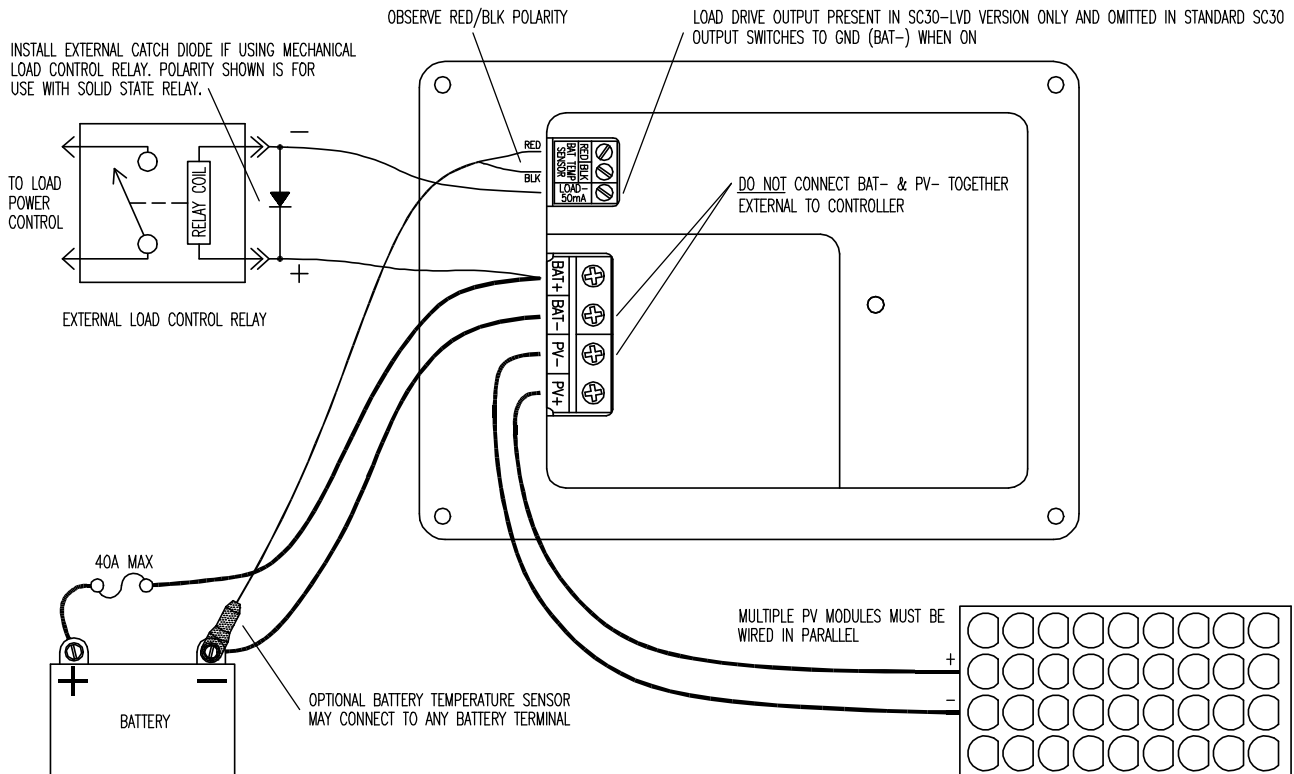 OBSERVE RED/BLK POLARITY
LOAD DRIVE OUTPUT PRESENT IN SC30-LVD VERSION ONLY AND OMITTED IN STANDARD SC30
OUTPUT SWITCHES TO GND (BAT-) WHEN ON
INSTALL EXTERNAL CATCH DIODE IF USING MECHANICAL
LOAD CONTROL RELAY. POLARITY SHOWN IS FOR
USE WITH SOLID STATE RELAY.
TO LOAD
POWER
CONTROL
RELAY COIL
−
+
EXTERNAL LOAD CONTROL RELAY
RED
BLK
RED/BLK
BAT TEMP
SENSOR
LOAD-
50mA
DO NOT CONNECT BAT- & PV- TOGETHER
EXTERNAL TO CONTROLLER
BAT+
BAT-
PV-
PV+
40A MAX
+
−
BATTERY
OPTIONAL BATTERY TEMPERATURE SENSOR
MAY CONNECT TO ANY BATTERY TERMINAL
MULTIPLE PV MODULES MUST BE
WIRED IN PARALLEL
+
−